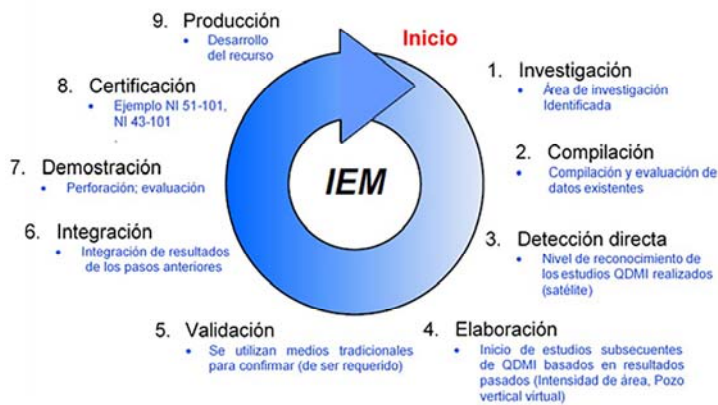 Inicio
1. Investigación
• Área de investigación
Identificada
2. Compilación
• Compilación y evaluación de
datos existentes
3. Detección directa
• Nivel de reconocimiento de
los estudios QDMI realizados
(satélite)
4. Elaboración
• Inicio de estudios subsecuentes
de QDMI basados en resultados
pasados (Intensidad de área, Pozo
vertical virtual)
5. Validación
• Se utilizan medios tradicionales
para confirmar (de ser requerido)
6. Integración
• Integración de resultados
de los pasos anteriores
7. Demostración
• Perforación; evaluación
8. Certificación
• Ejemplo NI 51-101,
NI 43-101
.
9. Producción
• Desarrollo
del recurso
IEM